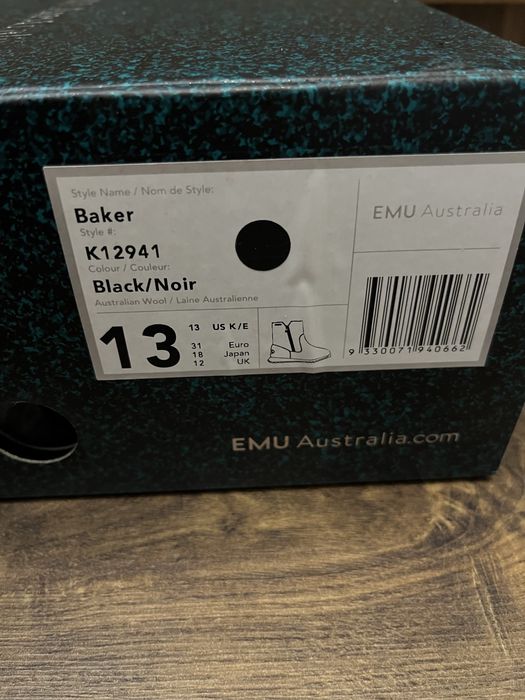 Style Name / Nom de Style:
Baker
Style #:
K12941
Colour / Couleur:
Black/Noir
Australian Wool / Laine Australienne
EMU Australia
13
13 US K/E
31 Euro
18 Japan
12 UK
9 330071 940662
EMU Australia.com